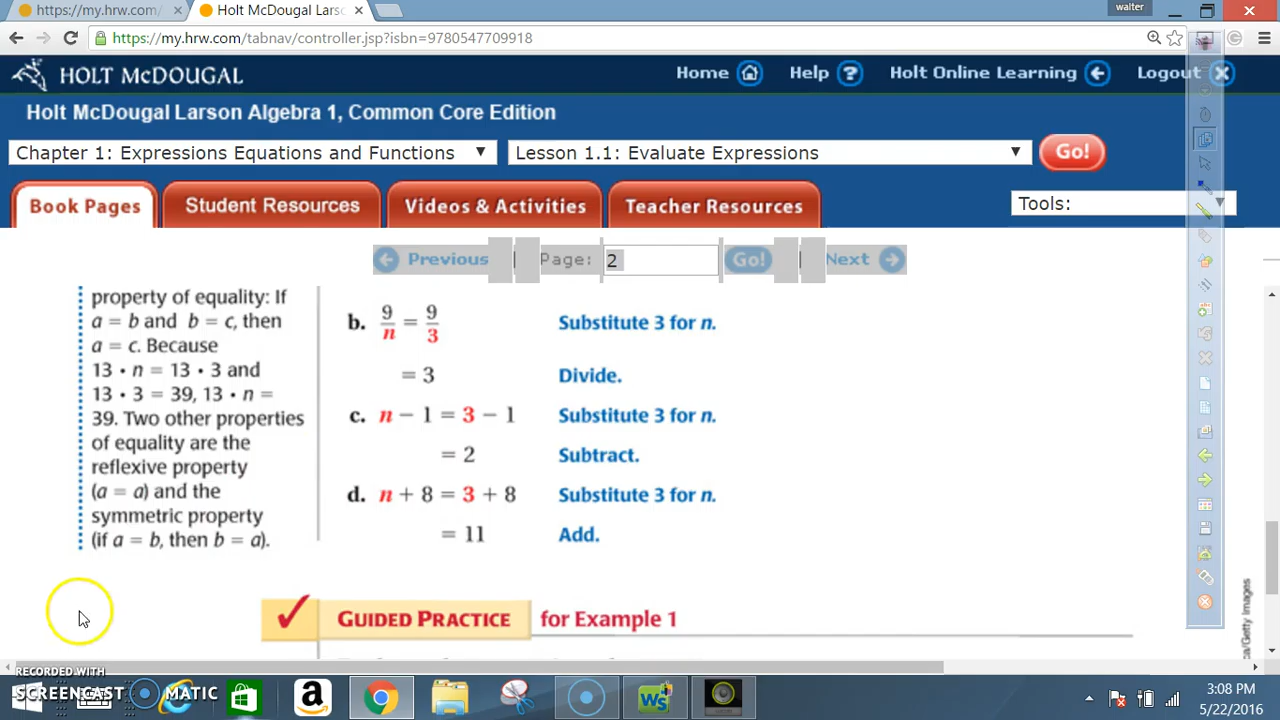 https://my.hrw.com/tabnav/ ×
Holt McDougal Larso ×
walter
https://my.hrw.com/tabnav/controller.jsp?isbn=9780547709918
HOLT MCDOUGAL
Home Help ? Holt Online Learning Logout X
Holt McDougal Larson Algebra 1, Common Core Edition
Chapter 1: Expressions Equations and Functions ▼ Lesson 1.1: Evaluate Expressions ▼ Go!
Book Pages Student Resources Videos & Activities Teacher Resources Tools:
Previous | Page: 2 Go! | Next
property of equality: If
a = b and b = c, then
a = c. Because
13 • n = 13 • 3 and
13 • 3 = 39, 13 • n =
39. Two other properties
of equality are the
reflexive property
(a = a) and the
symmetric property
(if a = b, then b = a).
b. 9/n = 9/3 Substitute 3 for n.
= 3 Divide.
c. n − 1 = 3 − 1 Substitute 3 for n.
= 2 Subtract.
d. n + 8 = 3 + 8 Substitute 3 for n.
= 11 Add.
✓ GUIDED PRACTICE for Example 1
a/Getty Images
RECORDED WITH
SCREENCAST MATIC
3:08 PM
5/22/2016